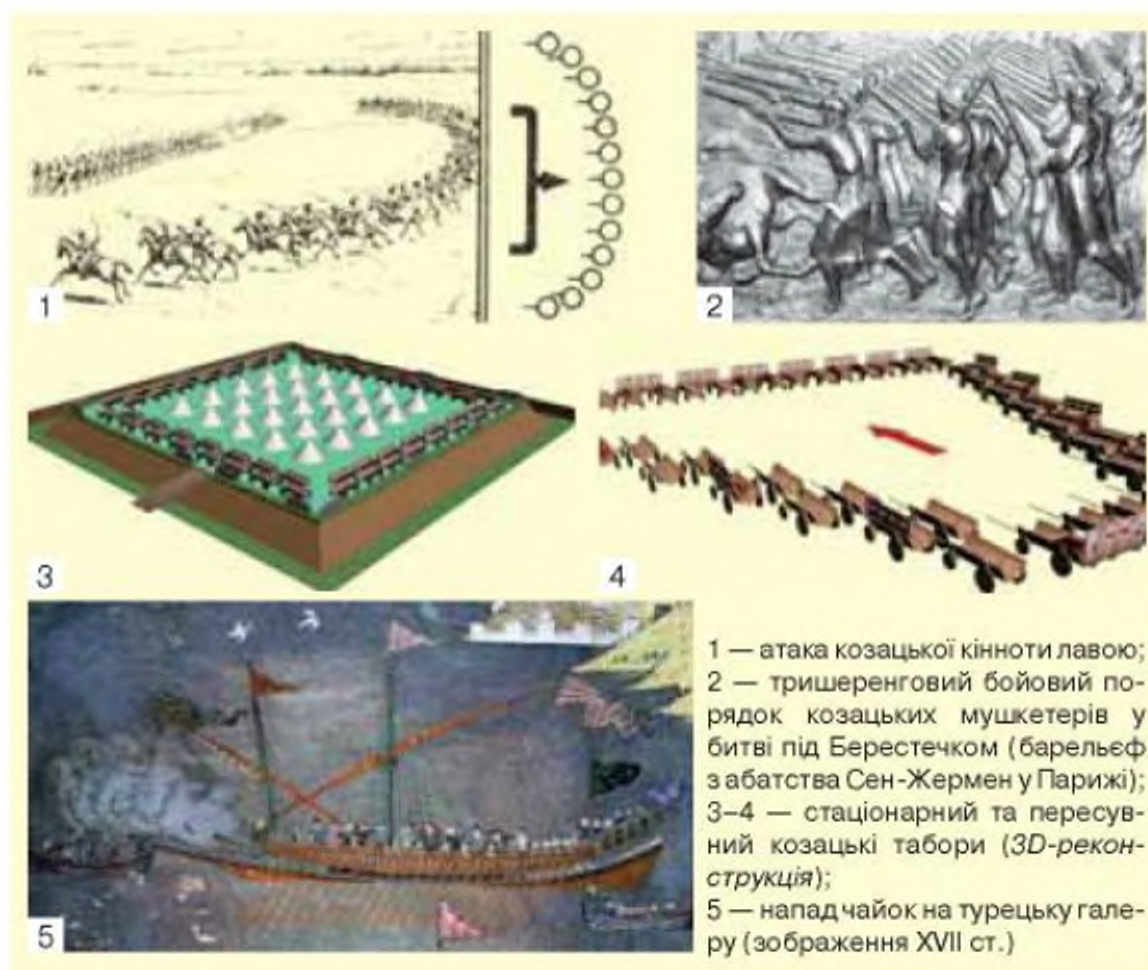 1
2
3
4
5
1 — атака козацької кінноти лавою;
2 — тришеренговий бойовий по-
рядок козацьких мушкетерів у
битві під Берестечком (барельєф
з абатства Сен-Жермен у Парижі);
3–4 — стаціонарний та пересув-
ний козацькі табори (3D-рекон-
струкція);
5 — напад чайок на турецьку гале-
ру (зображення XVII ст.)